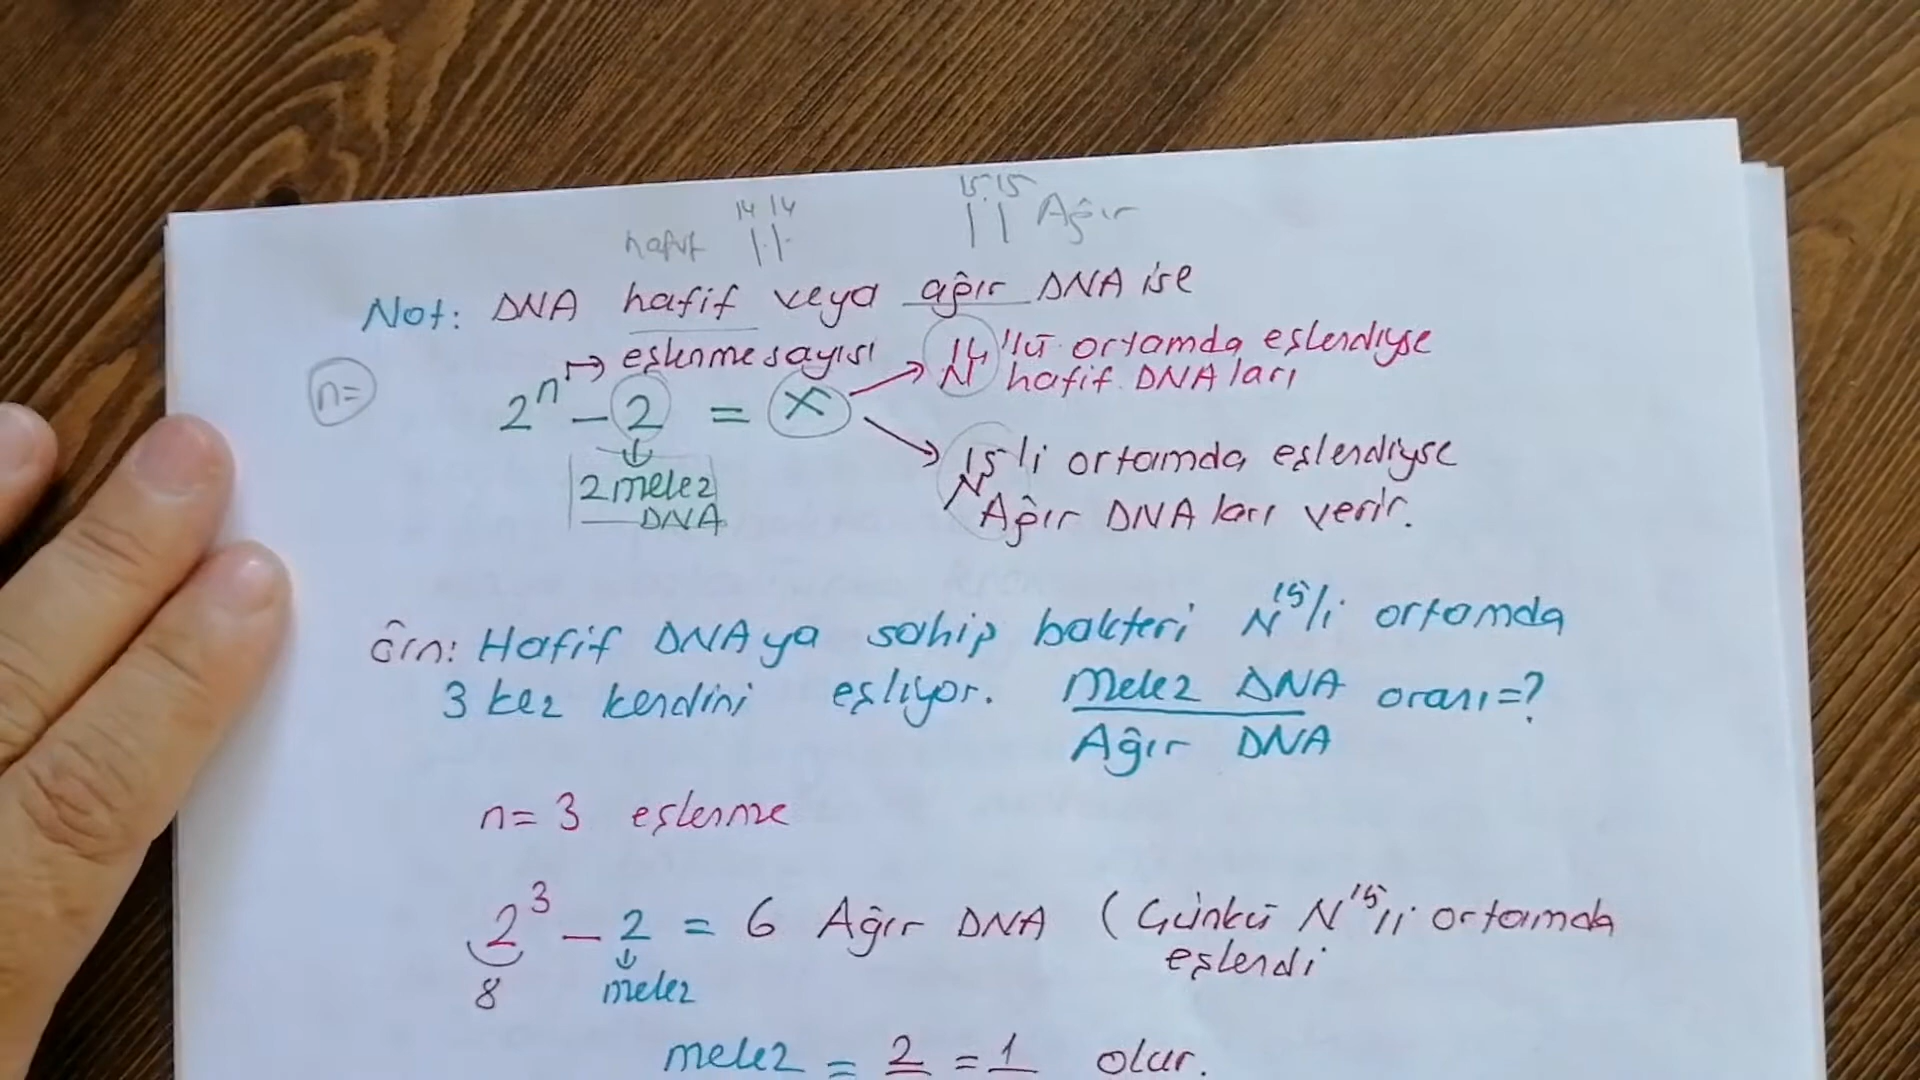 14 14 15 15
hafif || || Ağır
Not: DNA hafif veya ağır DNA ise
n=
2ⁿ ↦ eşlenme sayısı
2ⁿ - 2 = X
↓
2 melez
DNA
N¹⁴'lü ortamda eşlendiyse
hafif DNA ları
N¹⁵ li ortamda eşlendiyse
Ağır DNA ları verir.
örn: Hafif DNA ya sahip bakteri N¹⁵ li ortamda
3 kez kendini eşliyor. Melez DNA oranı=?
Ağır DNA
n= 3 eşlenme
2³ - 2 = 6 Ağır DNA (Çünkü N¹⁵ li ortamda
eşlendi
8 melez
melez = 2 = 1 olur.